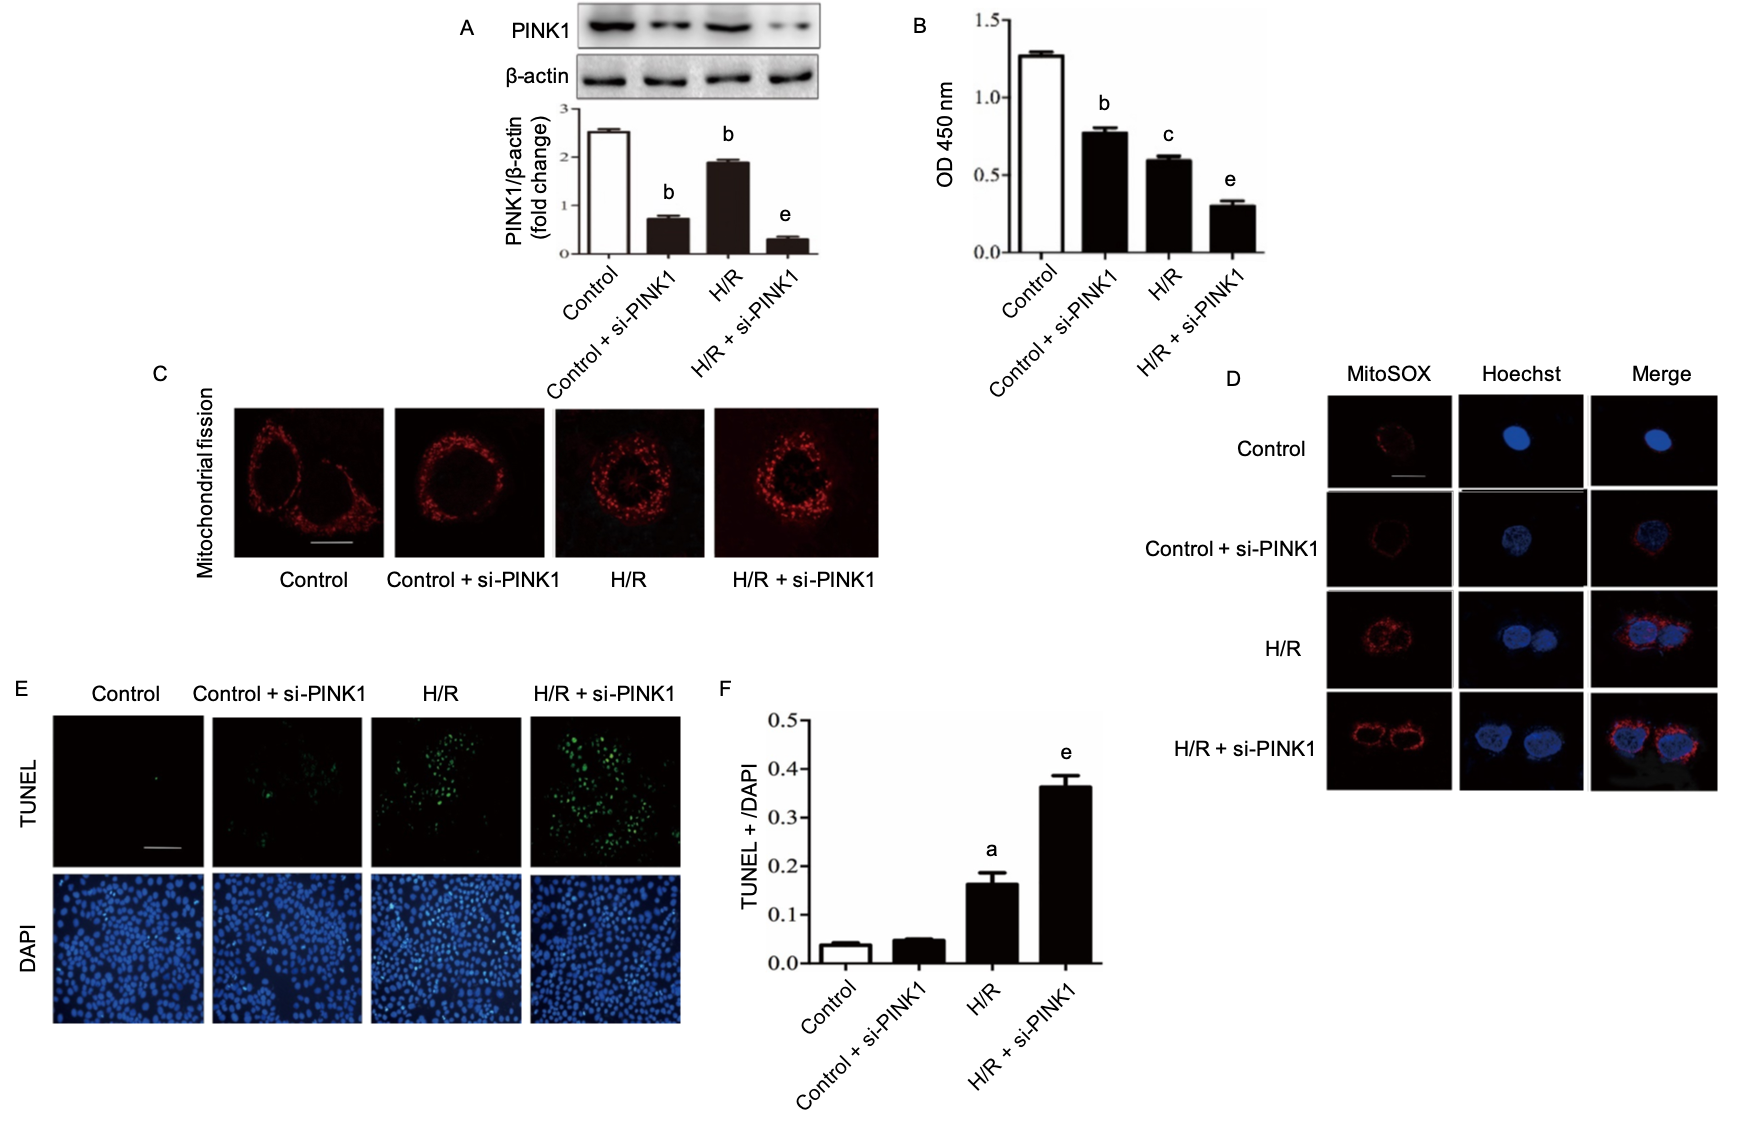 A
PINK1
β-actin
PINK1/β-actin
(fold change)
3
2
1
0
b
b
e
Control
Control + si-PINK1
H/R
H/R + si-PINK1
B
OD 450 nm
1.5
1.0
0.5
0.0
b
c
e
Control
Control + si-PINK1
H/R
H/R + si-PINK1
C
Mitochondrial fission
Control
Control + si-PINK1
H/R
H/R + si-PINK1
D
MitoSOX
Hoechst
Merge
Control
Control + si-PINK1
H/R
H/R + si-PINK1
E
Control
Control + si-PINK1
H/R
H/R + si-PINK1
TUNEL
DAPI
F
TUNEL + /DAPI
0.5
0.4
0.3
0.2
0.1
0.0
a
e
Control
Control + si-PINK1
H/R
H/R + si-PINK1